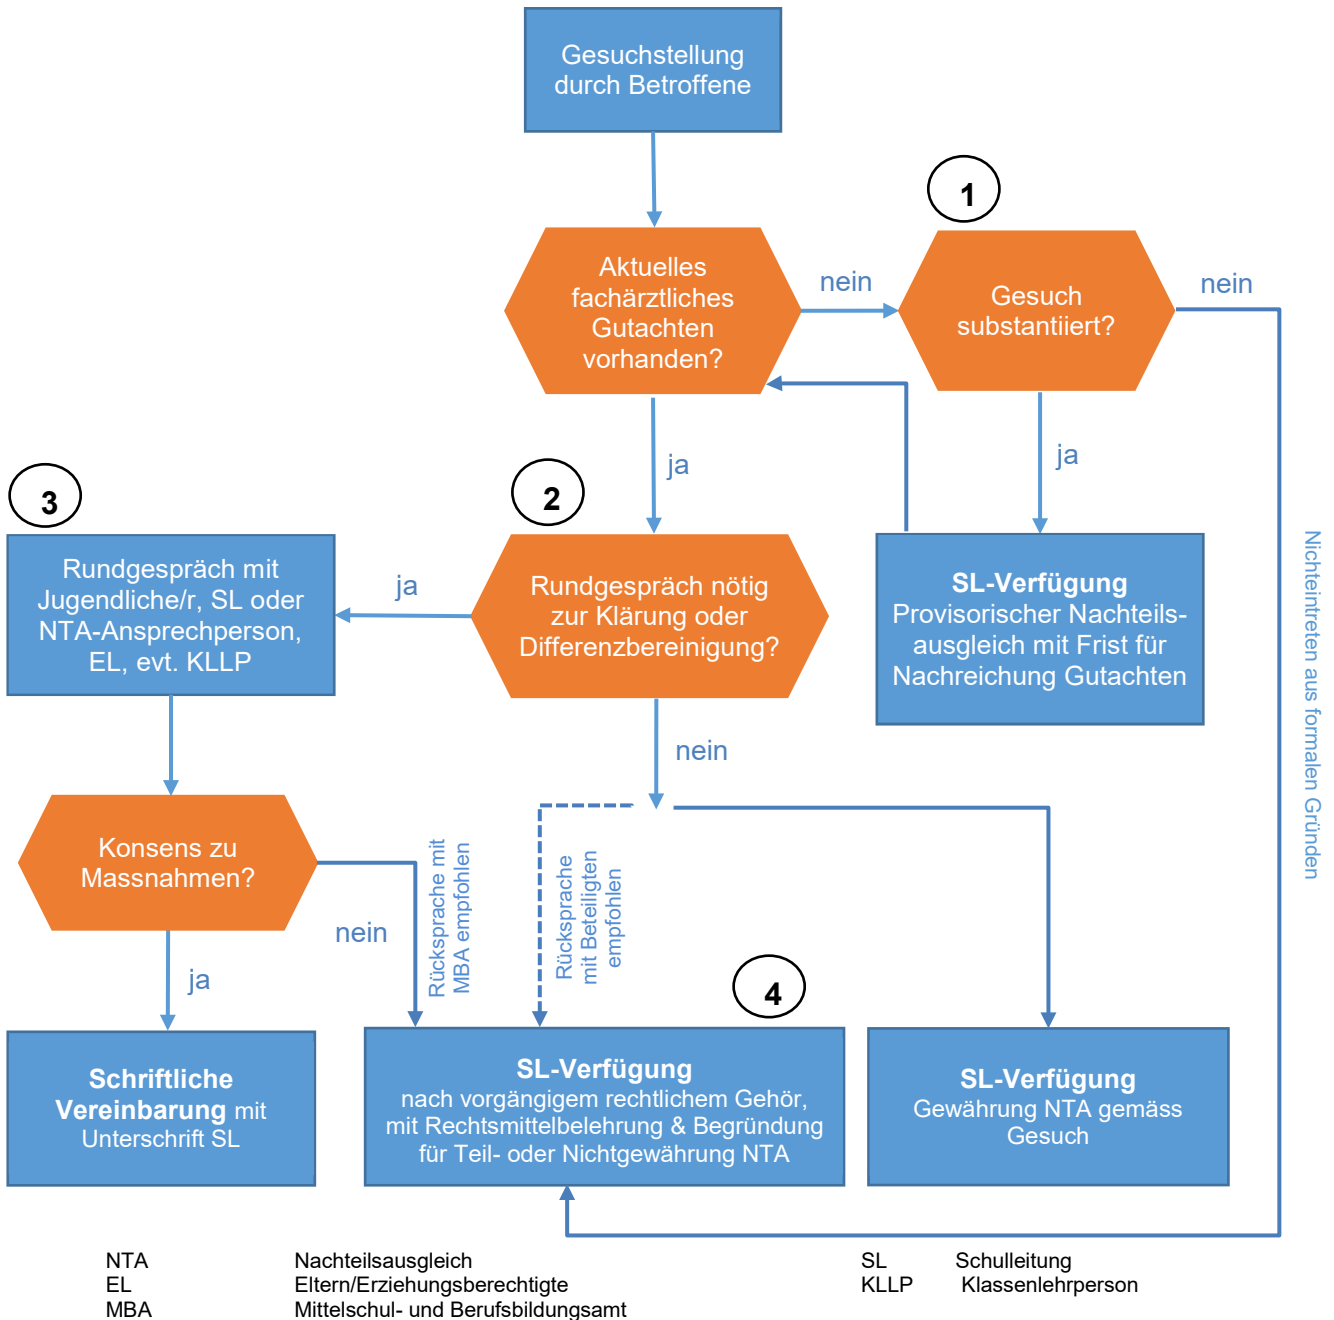 Gesuchstellung
durch Betroffene
1
Aktuelles
fachärztliches
Gutachten
vorhanden?
nein
Gesuch
substantiiert?
nein
ja
ja
3
2
Rundgespräch mit
Jugendliche/r, SL oder
NTA-Ansprechperson,
EL, evt. KLLP
ja
Rundgespräch nötig
zur Klärung oder
Differenzbereinigung?
SL-Verfügung
Provisorischer Nachteils-
ausgleich mit Frist für
Nachreichung Gutachten
Nichteintreten aus formalen Gründen
nein
Konsens zu
Massnahmen?
nein
Rücksprache mit
MBA empfohlen
Rücksprache
mit Beteiligten
empfohlen
ja
4
Schriftliche
Vereinbarung mit
Unterschrift SL
SL-Verfügung
nach vorgängigem rechtlichem Gehör,
mit Rechtsmittelbelehrung & Begründung
für Teil- oder Nichtgewährung NTA
SL-Verfügung
Gewährung NTA gemäss
Gesuch
NTA Nachteilsausgleich SL Schulleitung
EL Eltern/Erziehungsberechtigte KLLP Klassenlehrperson
MBA Mittelschul- und Berufsbildungsamt